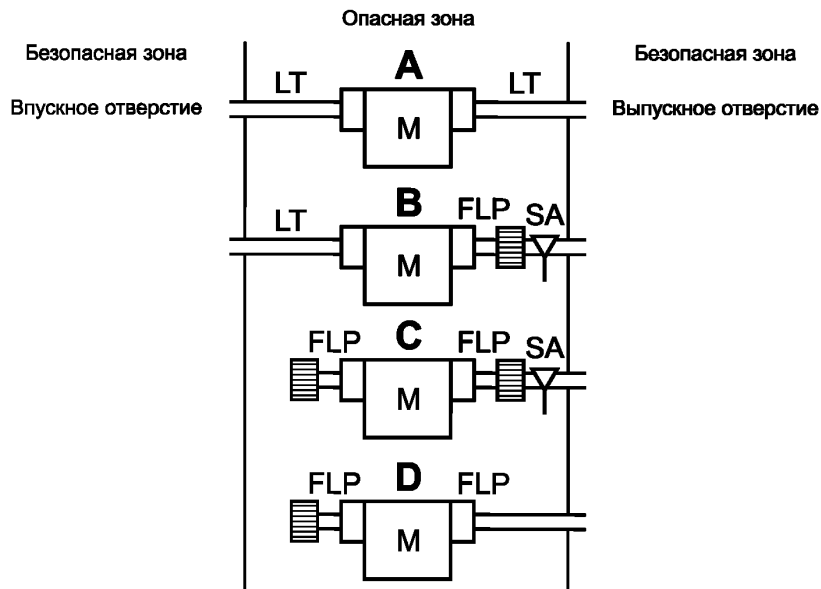 Опасная зона
Безопасная зона
Безопасная зона
A
LT
LT
Впускное отверстие
M
Выпускное отверстие
B
LT
FLP
SA
M
C
FLP
FLP
SA
M
D
FLP
FLP
M